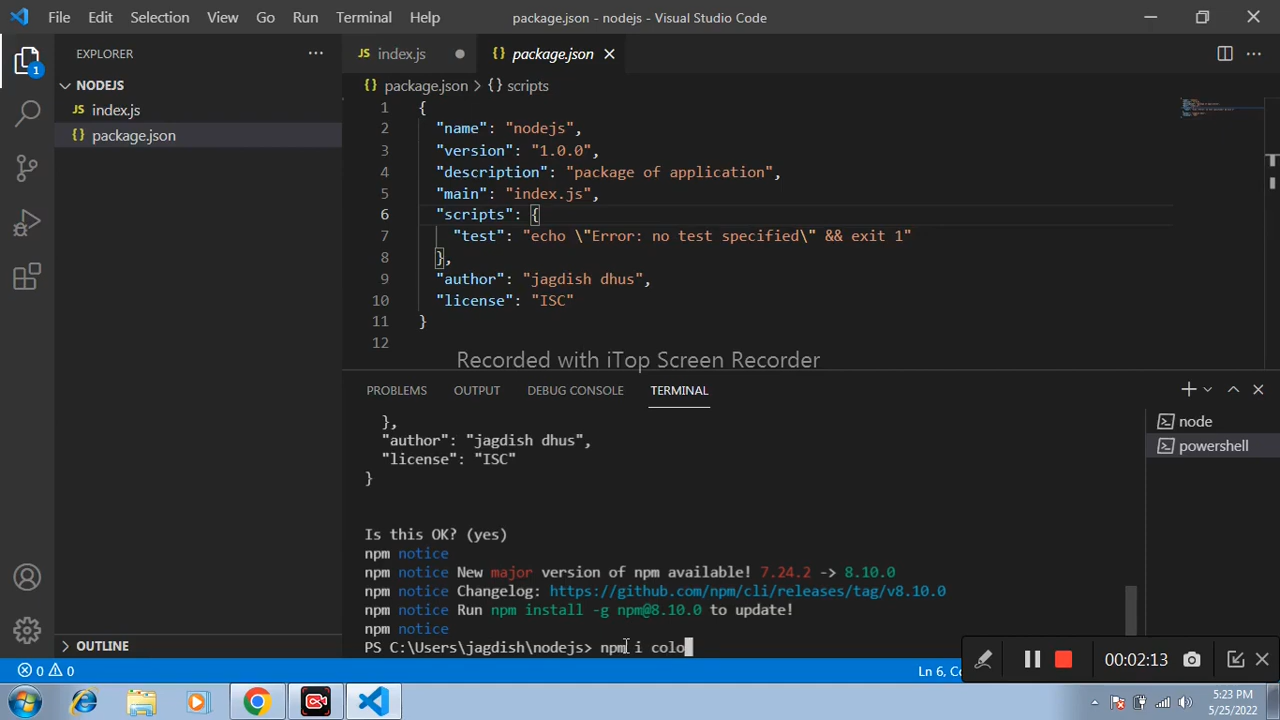 File Edit Selection View Go Run Terminal Help package.json - nodejs - Visual Studio Code
EXPLORER
1
NODEJS
JS index.js
{} package.json
OUTLINE
JS index.js {} package.json
{} package.json > {} scripts
1 {
2 "name": "nodejs",
3 "version": "1.0.0",
4 "description": "package of application",
5 "main": "index.js",
6 "scripts": {
7 "test": "echo \"Error: no test specified\" && exit 1"
8 },
9 "author": "jagdish dhus",
10 "license": "ISC"
11 }
12
Recorded with iTop Screen Recorder
PROBLEMS OUTPUT DEBUG CONSOLE TERMINAL
},
"author": "jagdish dhus",
"license": "ISC"
}
Is this OK? (yes)
npm notice
npm notice New major version of npm available! 7.24.2 -> 8.10.0
npm notice Changelog: https://github.com/npm/cli/releases/tag/v8.10.0
npm notice Run npm install -g npm@8.10.0 to update!
npm notice
PS C:\Users\jagdish\nodejs> npm i colo
node
powershell
0 0 Ln 6, Co
00:02:13
5:23 PM
5/25/2022